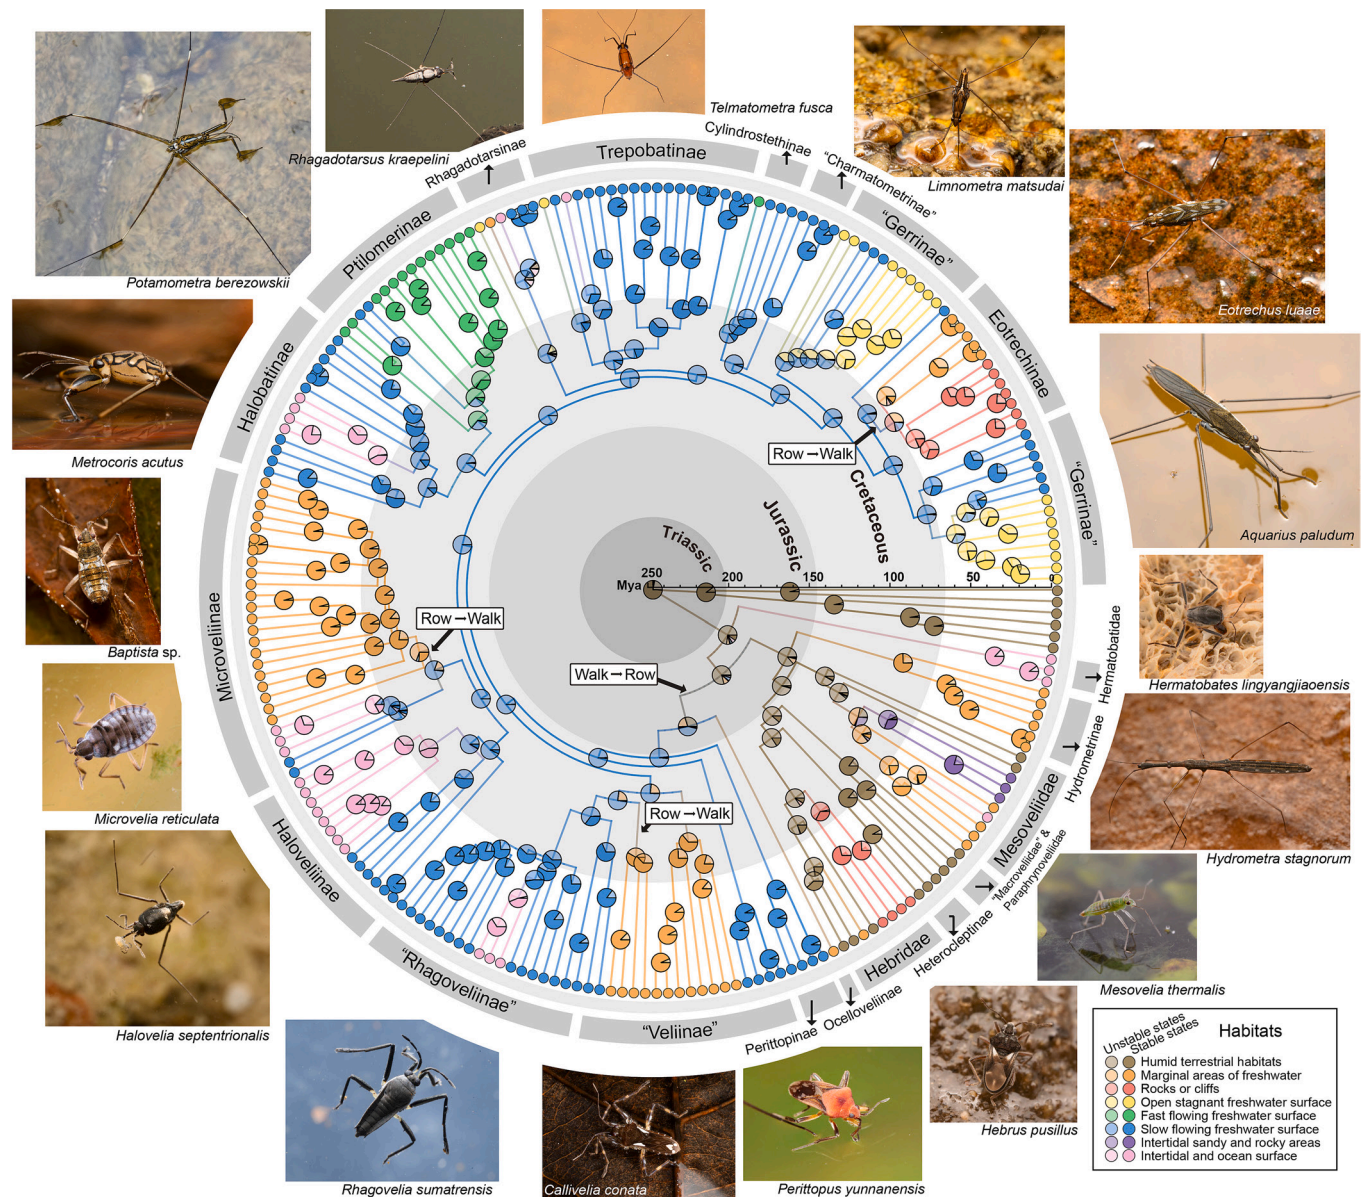 Rhagadotarsus kraepelini
Telmatometra fusca
Limnometra matsudai
Potamometra berezowskii
Eotrechus luaae
Metrocoris acutus
Aquarius paludum
Baptista sp.
Hermatobates lingyangjiaoensis
Microvelia reticulata
Hydrometra stagnorum
Halovelia septentrionalis
Mesovelia thermalis
Rhagovelia sumatrensis
Callivelia conata
Perittopus yunnanensis
Hebrus pusillus
Rhagadotarsinae
Trepobatinae
Cylindrostethinae
"Charmatometrinae"
"Gerrinae"
Eotrechinae
"Gerrinae"
Hermatobatidae
Hydrometrinae
Mesoveliidae
"Macroveliidae" &
Paraphrynoveliidae
Heterocleptinae
Hebridae
Ocelloveliinae
Perittopinae
"Veliinae"
"Rhagoveliinae"
Haloveliinae
Microveliinae
Halobatinae
Ptilomerinae
Row→Walk
Cretaceous
Jurassic
Triassic
Mya 250 200 150 100 50 0
Row→Walk
Walk→Row
Row→Walk
Unstable states
Stable states
Habitats
Humid terrestrial habitats
Marginal areas of freshwater
Rocks or cliffs
Open stagnant freshwater surface
Fast flowing freshwater surface
Slow flowing freshwater surface
Intertidal sandy and rocky areas
Intertidal and ocean surface